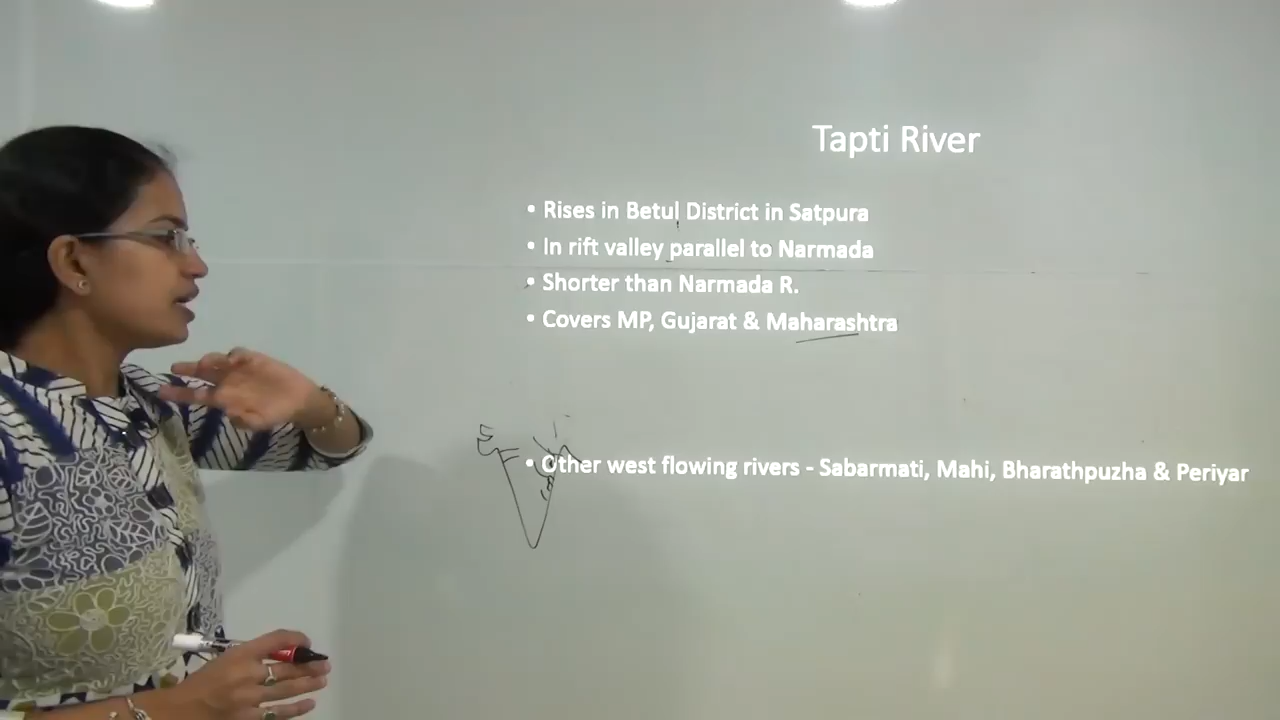 Tapti River
• Rises in Betul District in Satpura
• In rift valley parallel to Narmada
• Shorter than Narmada R.
• Covers MP, Gujarat & Maharashtra
• Other west flowing rivers - Sabarmati, Mahi, Bharathpuzha & Periyar